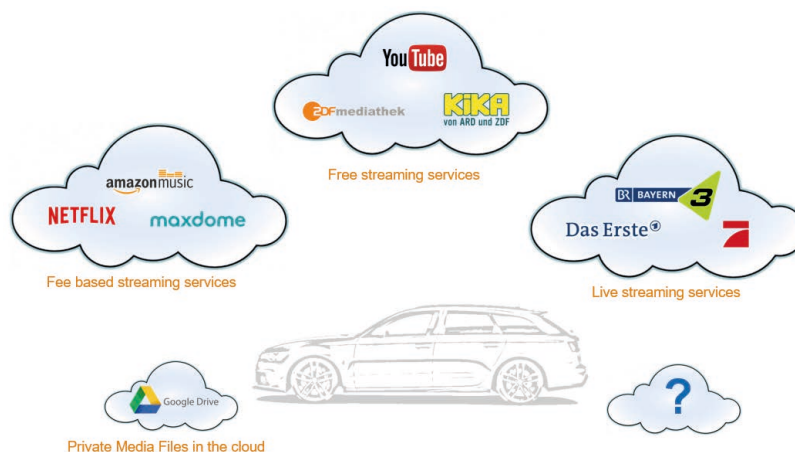 YouTube
ZDFmediathek
KiKA
von ARD und ZDF
Free streaming services
amazonmusic
NETFLIX
maxdome
Fee based streaming services
BR BAYERN 3
Das Erste
Live streaming services
Google Drive
Private Media Files in the cloud
?